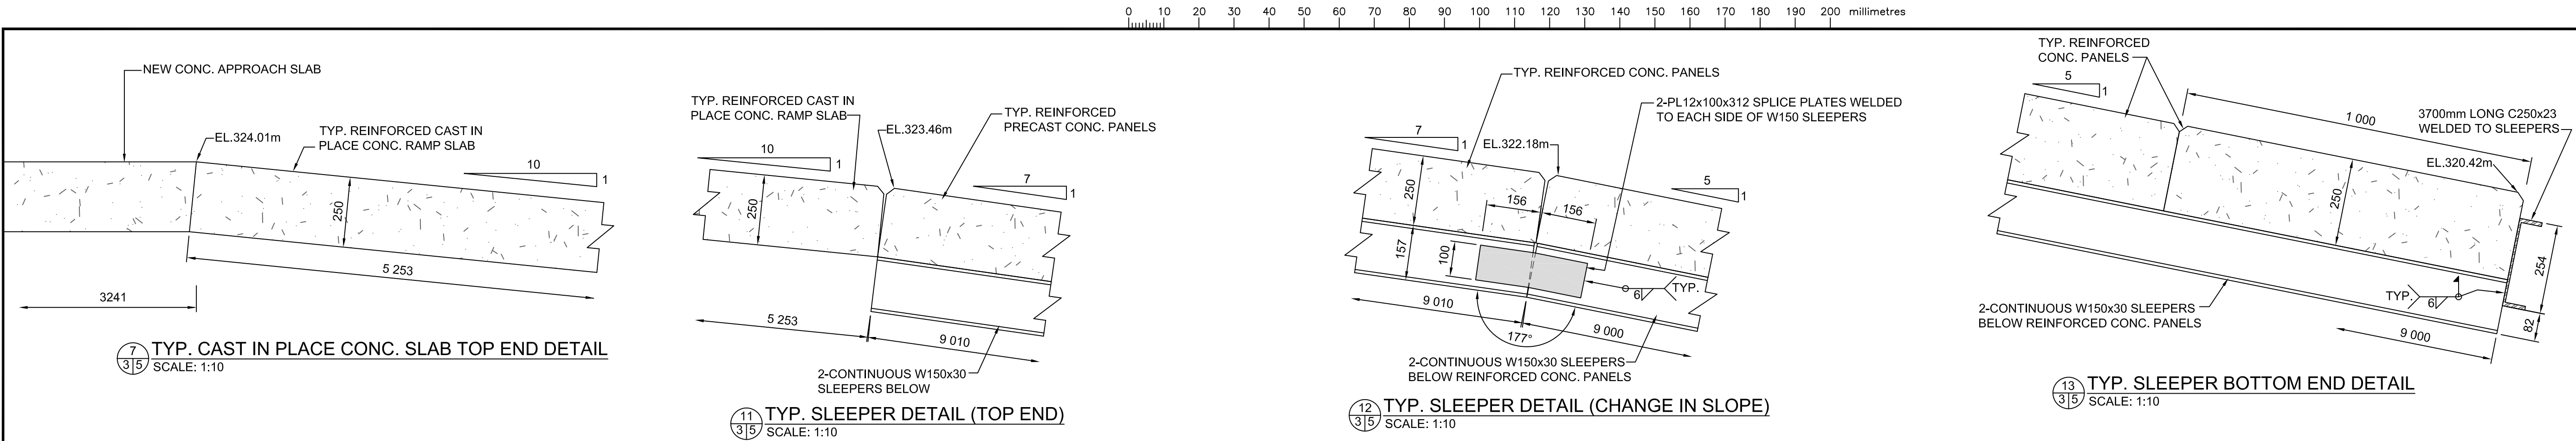 0 10 20 30 40 50 60 70 80 90 100 110 120 130 140 150 160 170 180 190 200 millimetres
NEW CONC. APPROACH SLAB
EL.324.01m
TYP. REINFORCED CAST IN
PLACE CONC. RAMP SLAB
10
1
250
5 253
3241
7
3 5
TYP. CAST IN PLACE CONC. SLAB TOP END DETAIL
SCALE: 1:10
TYP. REINFORCED CAST IN
PLACE CONC. RAMP SLAB
EL.323.46m
TYP. REINFORCED
PRECAST CONC. PANELS
10
1
7
1
250
5 253
9 010
2-CONTINUOUS W150x30
SLEEPERS BELOW
11
3 5
TYP. SLEEPER DETAIL (TOP END)
SCALE: 1:10
TYP. REINFORCED CONC. PANELS
2-PL12x100x312 SPLICE PLATES WELDED
TO EACH SIDE OF W150 SLEEPERS
7
1
EL.322.18m
5
1
250
156
156
157
100
6
TYP.
9 010
9 000
177°
2-CONTINUOUS W150x30 SLEEPERS
BELOW REINFORCED CONC. PANELS
12
3 5
TYP. SLEEPER DETAIL (CHANGE IN SLOPE)
SCALE: 1:10
TYP. REINFORCED
CONC. PANELS
5
1
1 000
3700mm LONG C250x23
WELDED TO SLEEPERS
EL.320.42m
250
254
TYP.
6
82
2-CONTINUOUS W150x30 SLEEPERS
BELOW REINFORCED CONC. PANELS
9 000
13
3 5
TYP. SLEEPER BOTTOM END DETAIL
SCALE: 1:10